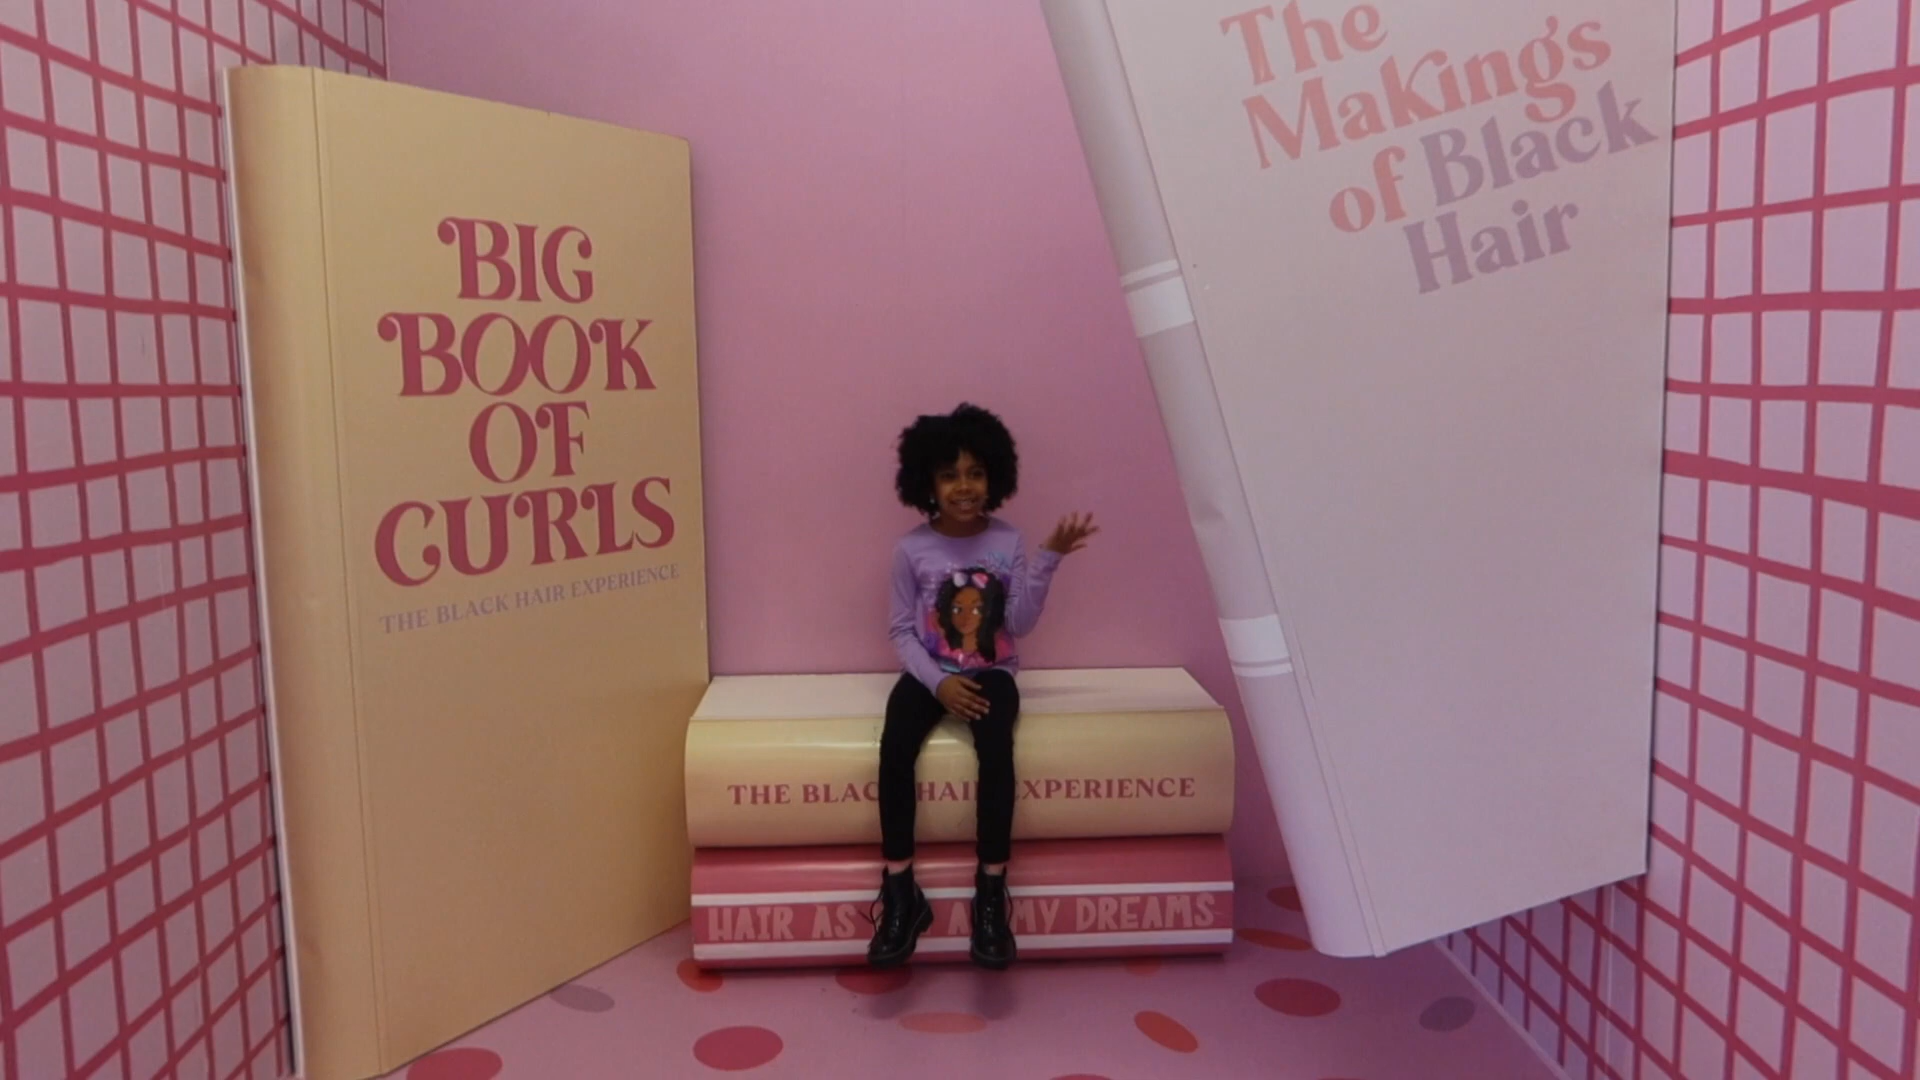 BIG
BOOK
OF
CURLS
THE BLACK HAIR EXPERIENCE
The
Makings
of Black
Hair
THE BLAC HAI EXPERIENCE
HAIR AS A MY DREAMS